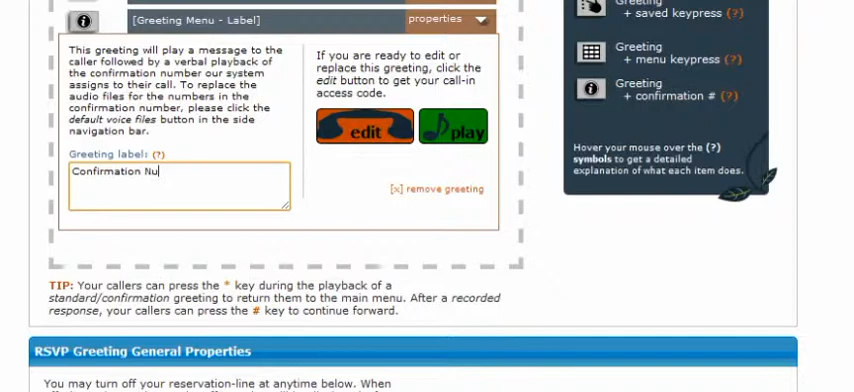 [Greeting Menu - Label]
properties
This greeting will play a message to the
caller followed by a verbal playback of
the confirmation number our system
assigns to their call. To replace the
audio files for the numbers in the
confirmation number, please click the
default voice files button in the side
navigation bar.
Greeting label: (?)
Confirmation Nu
If you are ready to edit or
replace this greeting, click the
edit button to get your call-in
access code.
edit
play
[x] remove greeting
TIP: Your callers can press the * key during the playback of a
standard/confirmation greeting to return them to the main menu. After a recorded
response, your callers can press the # key to continue forward.
RSVP Greeting General Properties
You may turn off your reservation-line at anytime below. When
Greeting
+ saved keypress (?)
Greeting
+ menu keypress (?)
Greeting
+ confirmation # (?)
Hover your mouse over the (?)
symbols to get a detailed
explanation of what each item does.